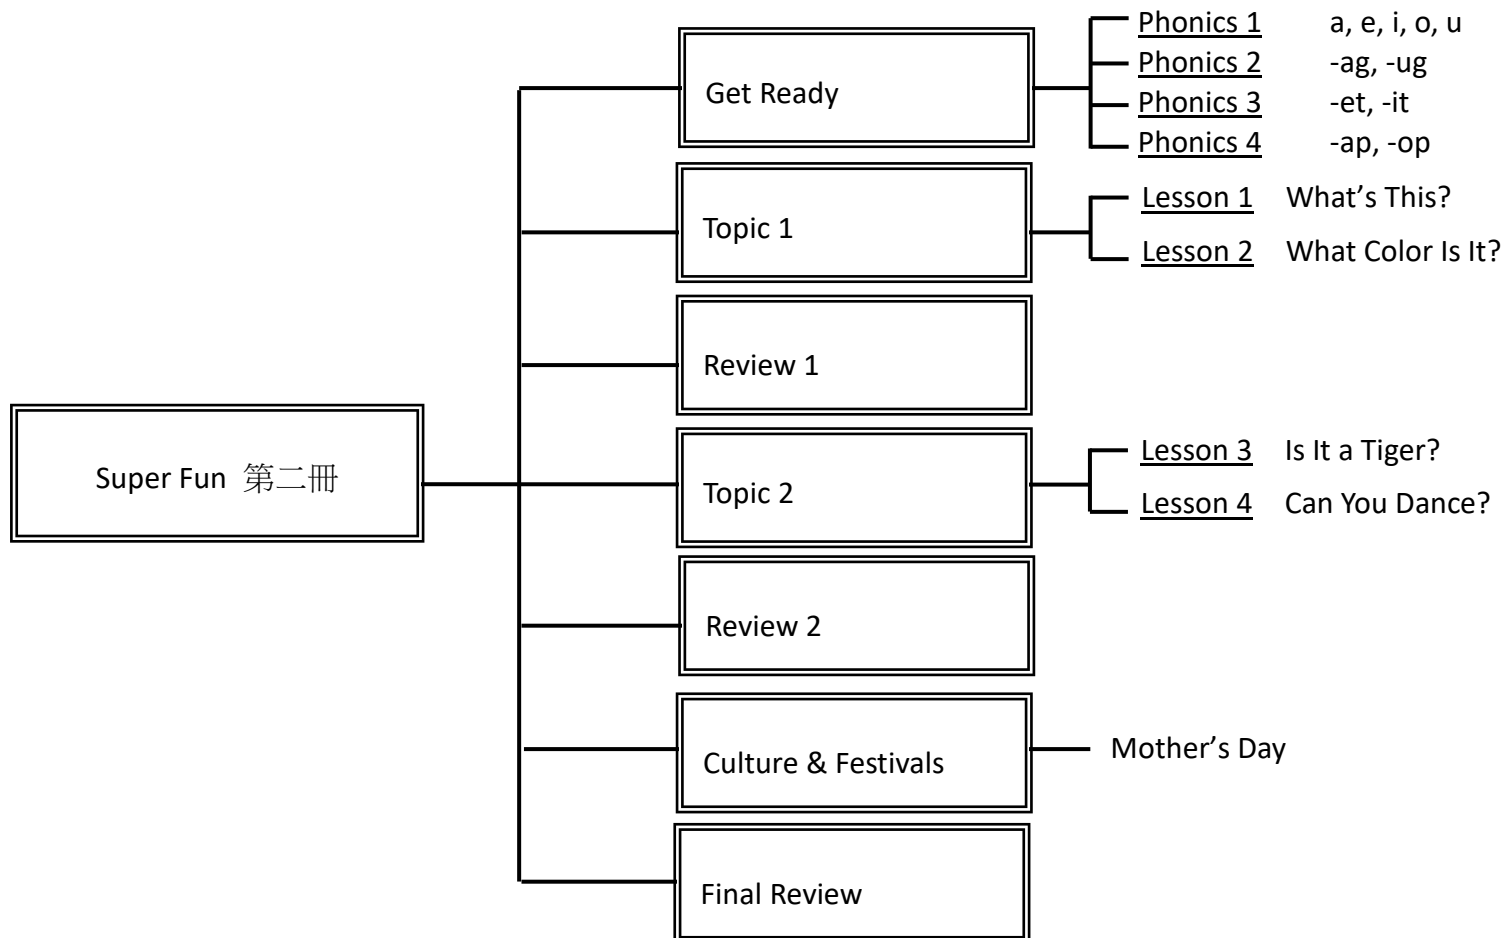 Super Fun 第二冊
Get Ready
Phonics 1 a, e, i, o, u
Phonics 2 -ag, -ug
Phonics 3 -et, -it
Phonics 4 -ap, -op
Topic 1
Lesson 1 What’s This?
Lesson 2 What Color Is It?
Review 1
Topic 2
Lesson 3 Is It a Tiger?
Lesson 4 Can You Dance?
Review 2
Culture & Festivals
Mother’s Day
Final Review